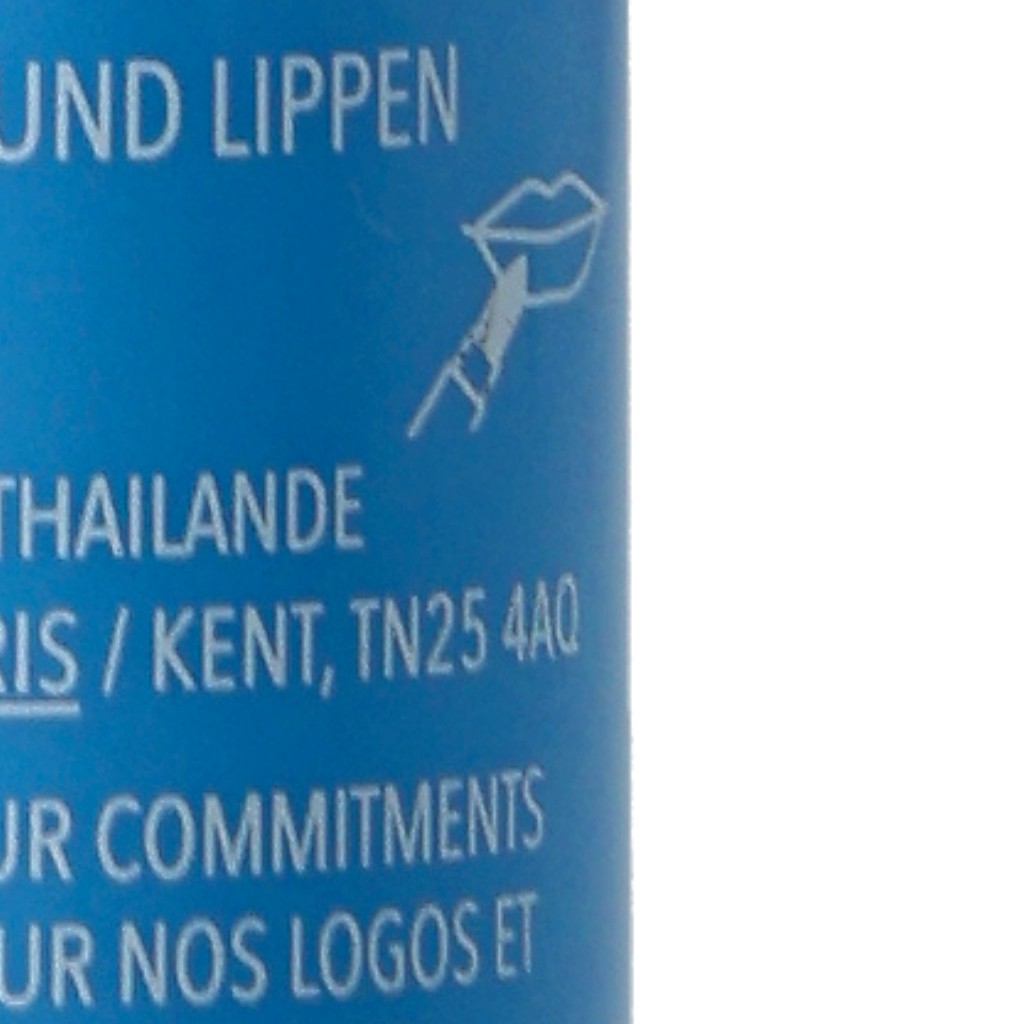 UND LIPPEN
THAILANDE
RIS / KENT, TN25 4AQ
UR COMMITMENTS
UR NOS LOGOS ET